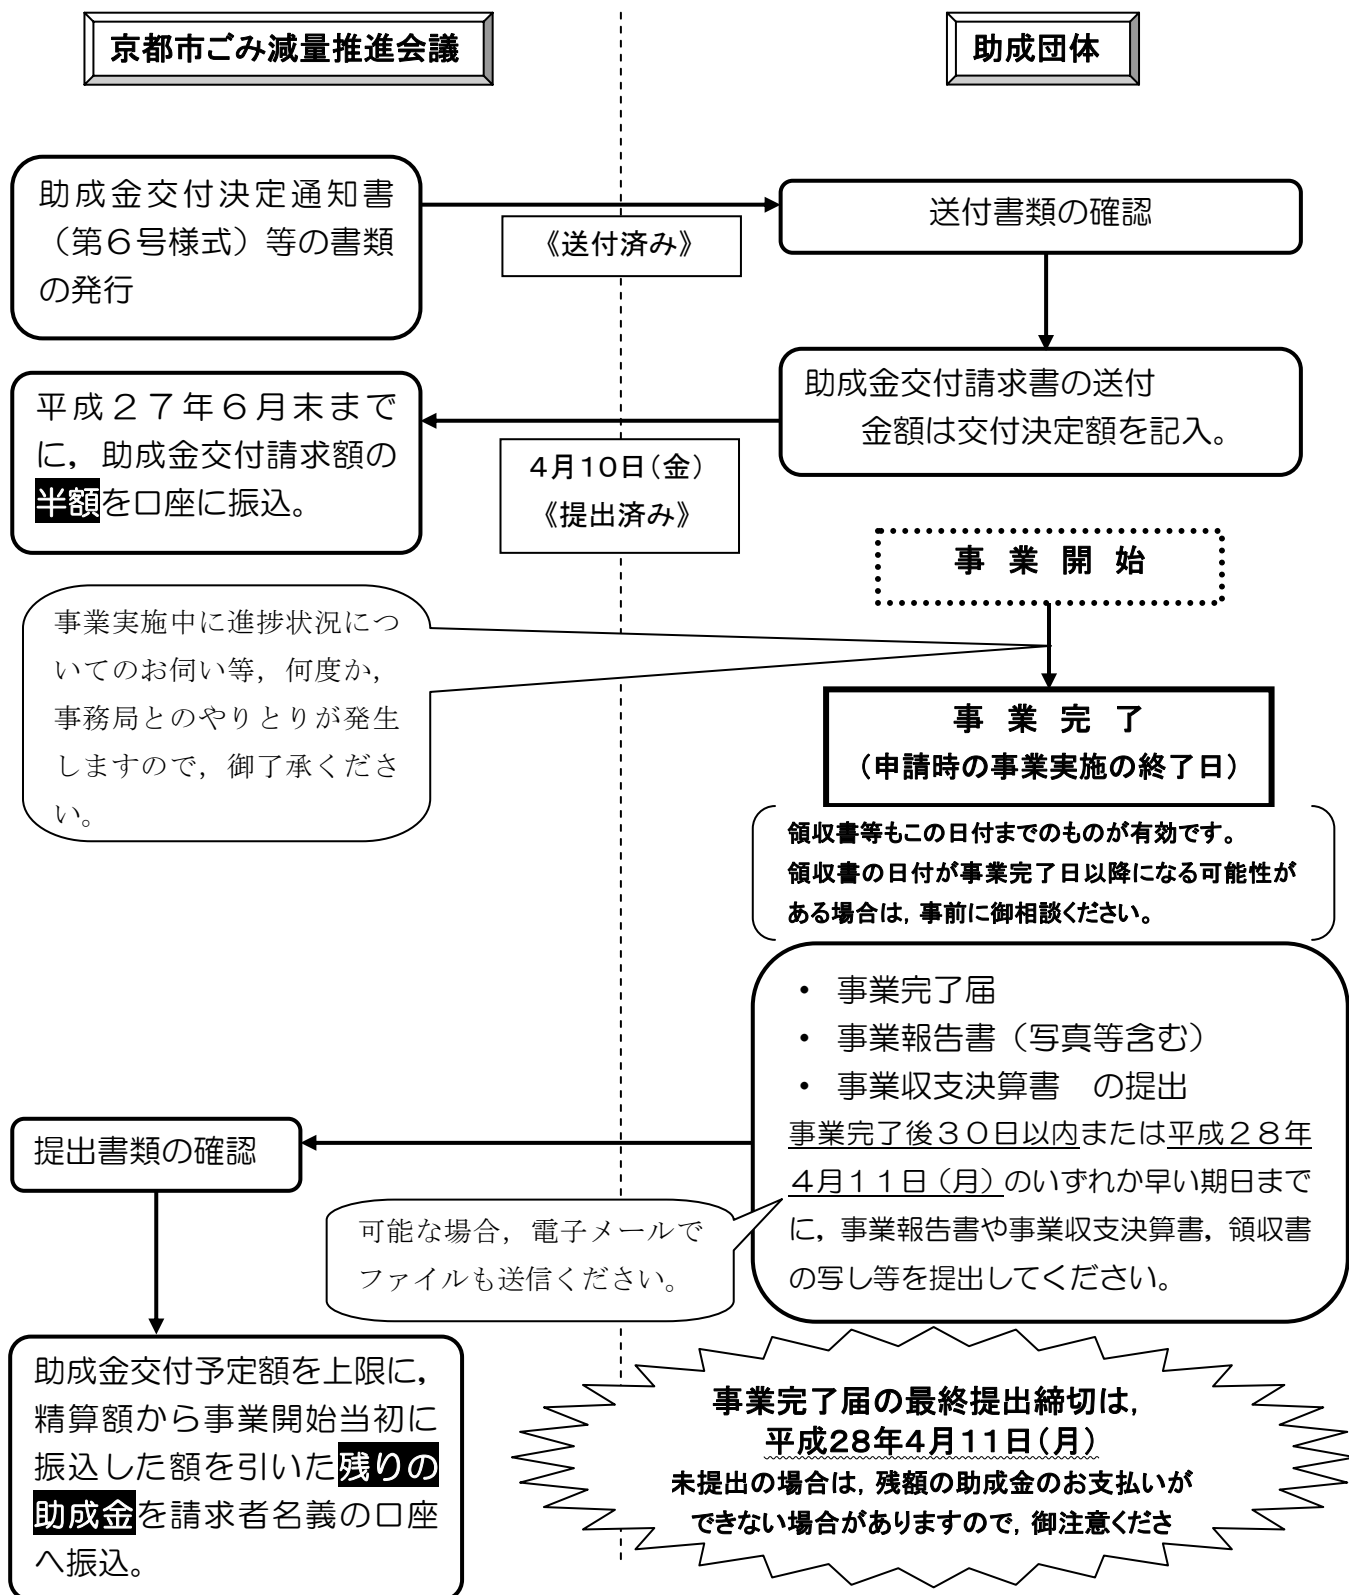 京都市ごみ減量推進会議
助成団体
助成金交付決定通知書
（第６号様式）等の書類
の発行
《送付済み》
送付書類の確認
助成金交付請求書の送付
金額は交付決定額を記入。
4月10日（金）
《提出済み》
平成２７年６月末まで
に，助成金交付請求額の
半額を口座に振込。
事業開始
事業実施中に進捗状況につ
いてのお伺い等，何度か，
事務局とのやりとりが発生
しますので，御了承くださ
い。
事業完了
（申請時の事業実施の終了日）
領収書等もこの日付までのものが有効です。
領収書の日付が事業完了日以降になる可能性が
ある場合は，事前に御相談ください。
・ 事業完了届
・ 事業報告書（写真等含む）
・ 事業収支決算書　の提出
事業完了後３０日以内または平成２８年
４月１１日（月）のいずれか早い期日まで
に，事業報告書や事業収支決算書，領収書
の写し等を提出してください。
提出書類の確認
可能な場合，電子メールで
ファイルも送信ください。
助成金交付予定額を上限に，
精算額から事業開始当初に
振込した額を引いた残りの
助成金を請求者名義の口座
へ振込。
事業完了届の最終提出締切は，
平成28年4月11日（月）
未提出の場合は，残額の助成金のお支払いが
できない場合がありますので，御注意くださ